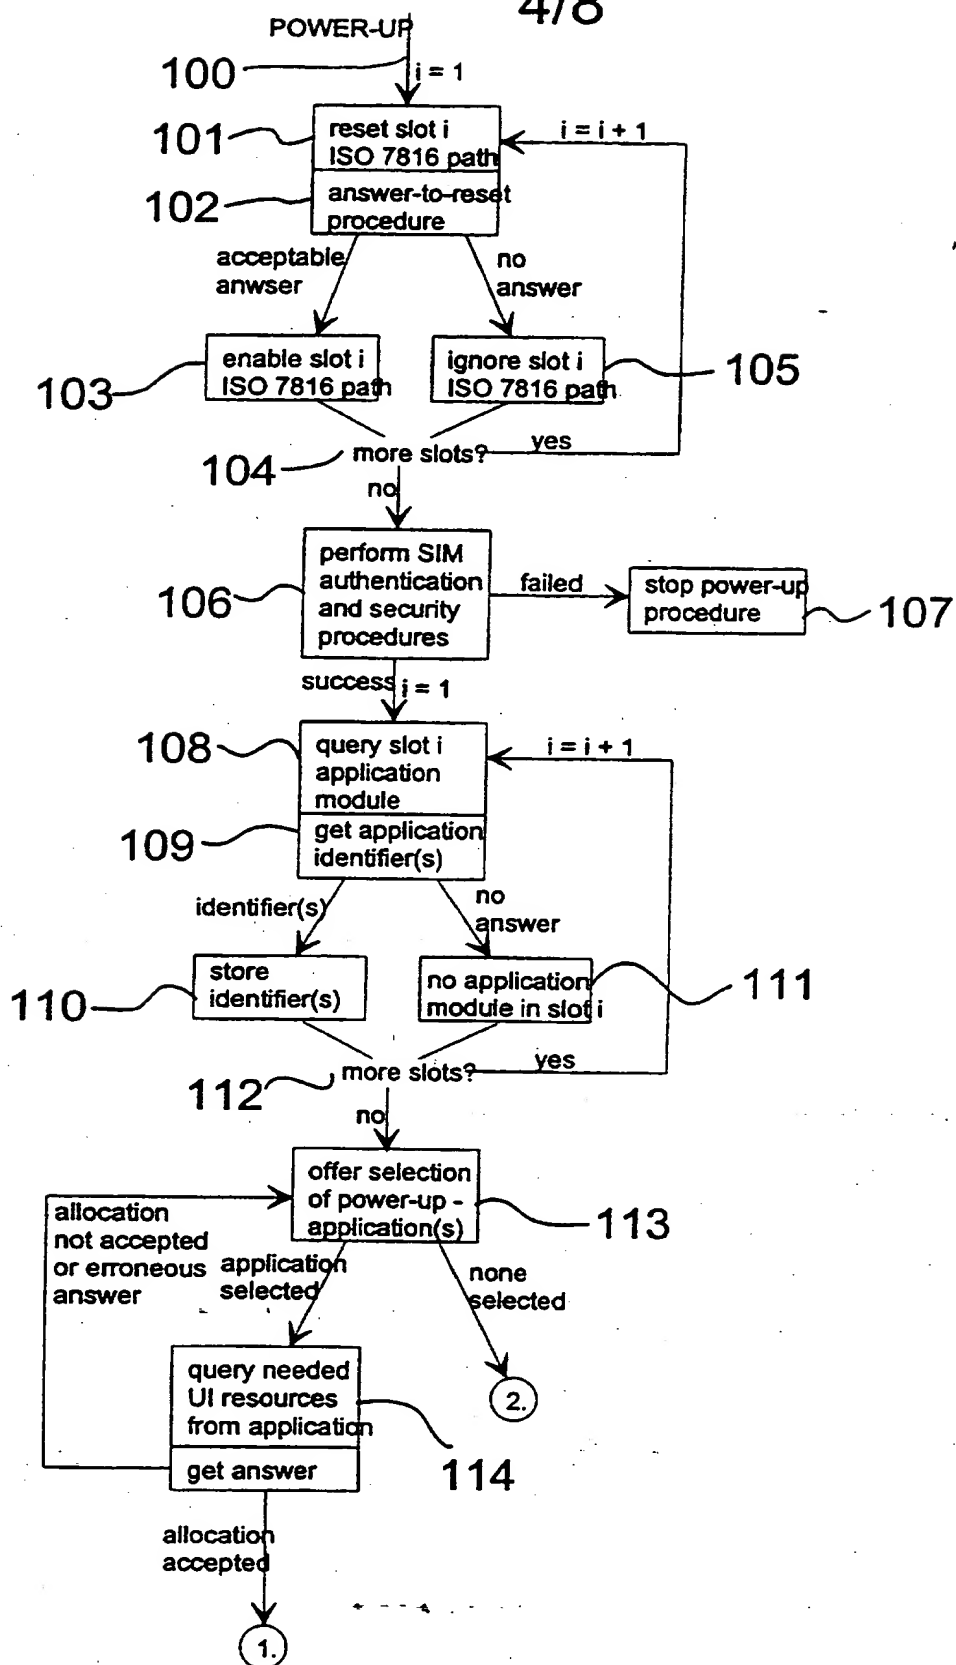 4/8
POWER-UP
100
i = 1
101
reset slot i
ISO 7816 path
i = i + 1
102
answer-to-reset
procedure
acceptable
anwser
no
answer
103
enable slot i
ISO 7816 path
ignore slot i
ISO 7816 path
105
104
more slots?
yes
no
106
perform SIM
authentication
and security
procedures
failed
stop power-up
procedure
107
success
i = 1
108
query slot i
application
module
i = i + 1
109
get application
identifier(s)
identifier(s)
no
answer
110
store
identifier(s)
no application
module in slot i
111
112
more slots?
yes
no
offer selection
of power-up -
application(s)
113
allocation
not accepted
or erroneous
answer
application
selected
none
selected
query needed
UI resources
from application
2.
get answer
114
allocation
accepted
1.